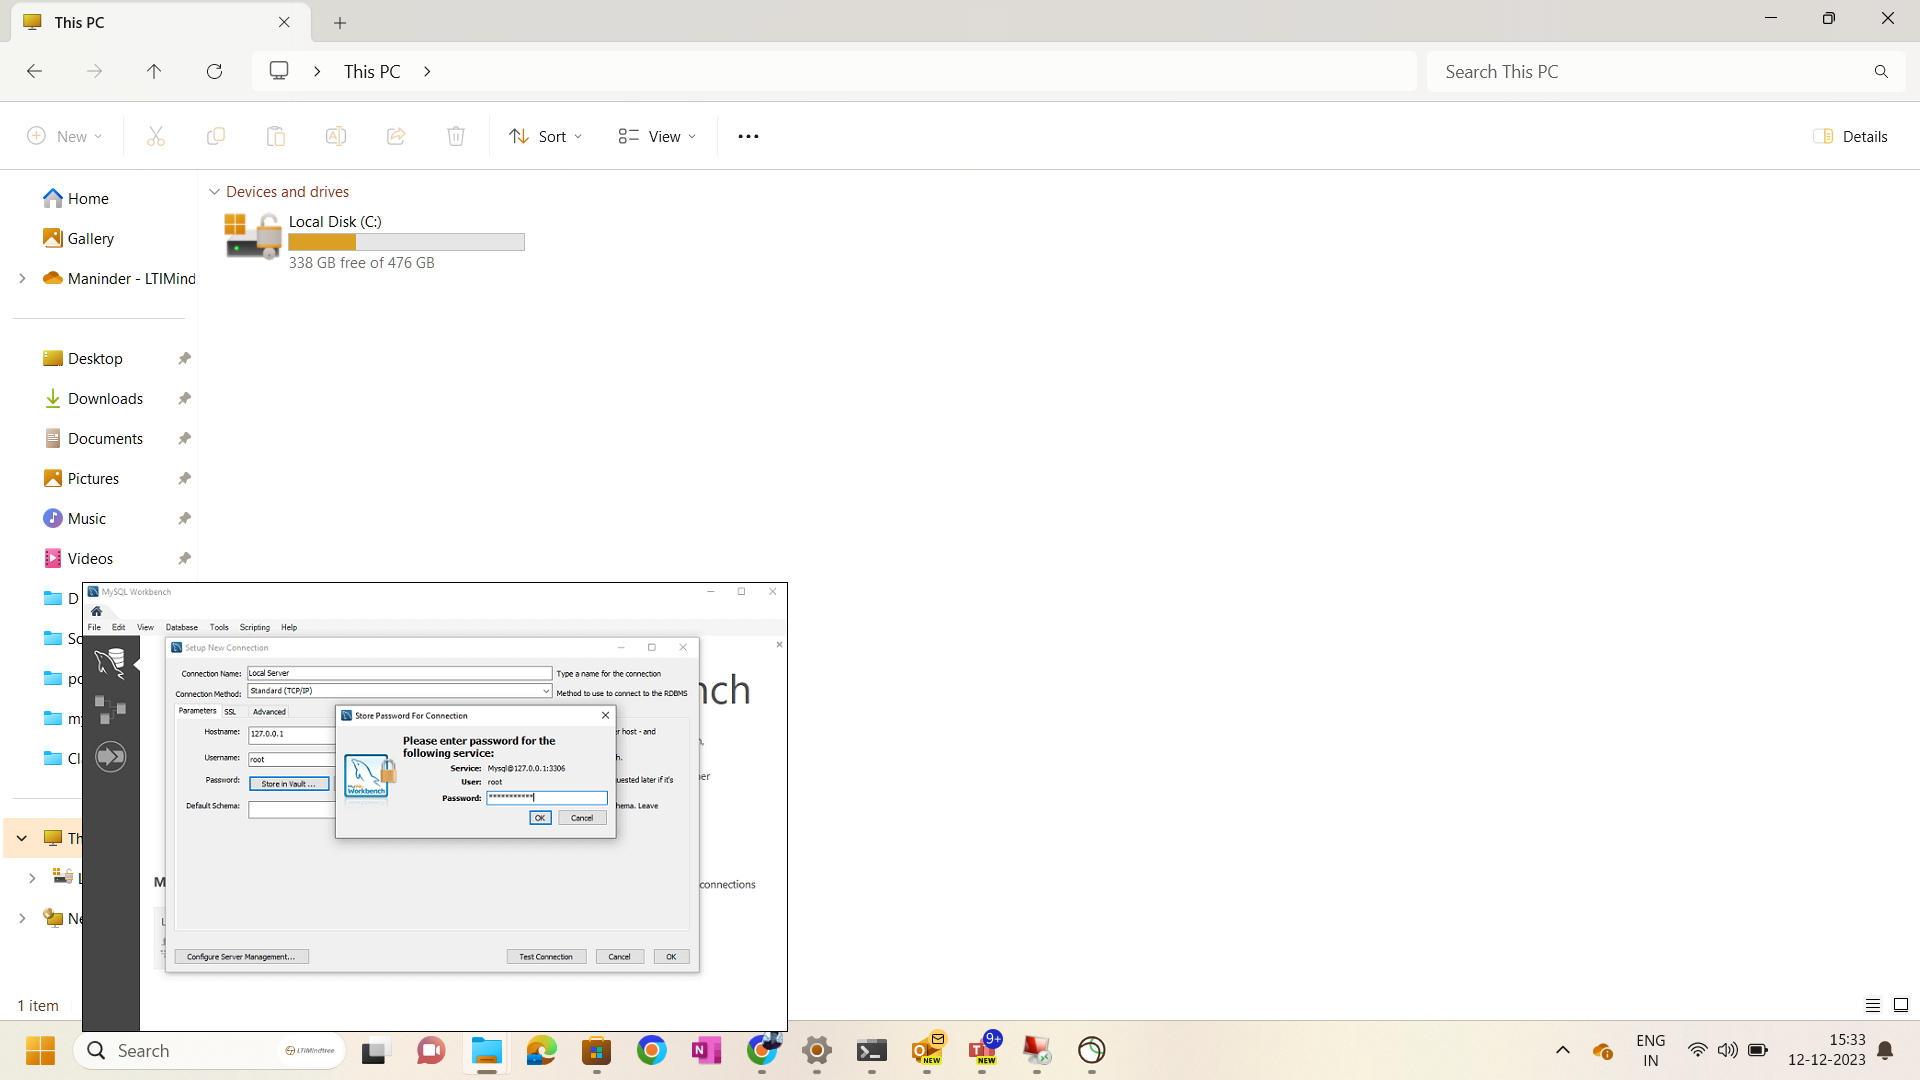 This PC
This PC
Search This PC
New
Sort
View
Details
Home
Gallery
Maninder - LTIMind
Desktop
Downloads
Documents
Pictures
Music
Videos
D
Sc
Devices and drives
Local Disk (C:)
338 GB free of 476 GB
MySQL Workbench
File Edit View Database Tools Scripting Help
Setup New Connection
Connection Name: Local Server Type a name for the connection
Connection Method: Standard (TCP/IP) Method to use to connect to the RDBMS
Parameters SSL Advanced
Hostname: 127.0.0.1
er host - and
Username: root
Password: Store in Vault ...
uested later if it's
Default Schema:
hema. Leave
Store Password For Connection
Please enter password for the
following service:
Service: Mysql@127.0.0.1:3306
User: root
Password: ***********
OK Cancel
nch
connections
M
Configure Server Management...
Test Connection Cancel OK
Th
Ne
1 item
Search
LTIMindtree
NEW
9+
NEW
ENG
IN
15:33
12-12-2023